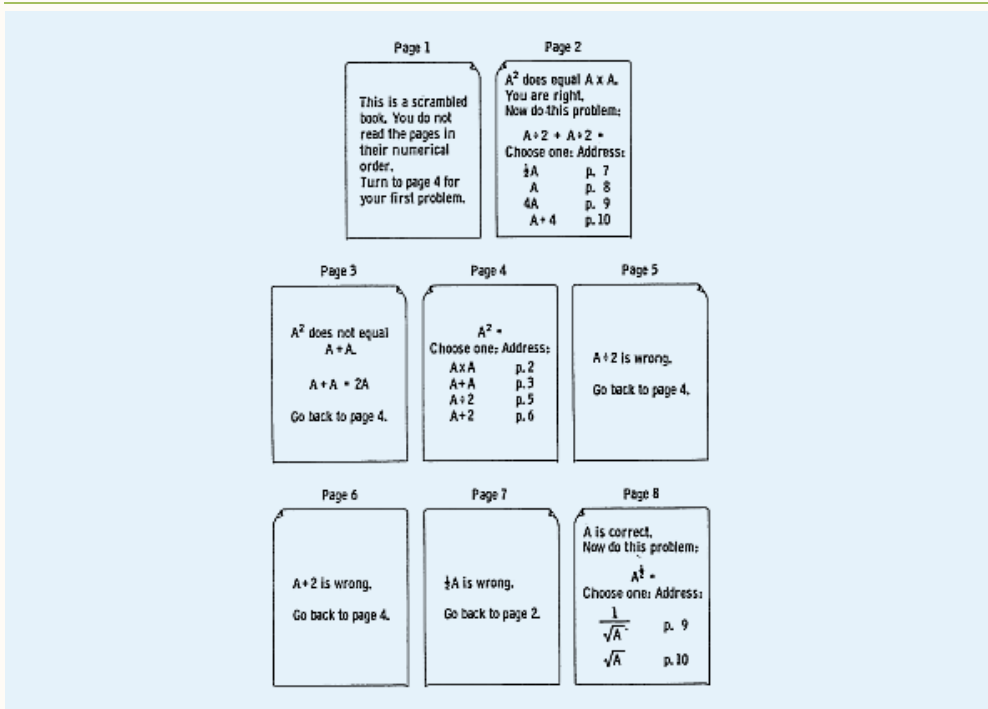 Page 1
This is a scrambled
book. You do not
read the pages in
their numerical
order.
Turn to page 4 for
your first problem.
Page 2
A² does equal A x A.
You are right.
Now do this problem:
A÷2 + A÷2 =
Choose one: Address:
½A p. 7
A p. 8
4A p. 9
A÷4 p. 10
Page 3
A² does not equal
A+A.
A+A = 2A
Go back to page 4.
Page 4
A² =
Choose one: Address:
AxA p. 2
A+A p. 3
A÷2 p. 5
A+2 p. 6
Page 5
A÷2 is wrong.
Go back to page 4.
Page 6
A+2 is wrong.
Go back to page 4.
Page 7
½A is wrong.
Go back to page 2.
Page 8
A is correct.
Now do this problem:
A½ =
Choose one: Address:
1/√A p. 9
√A p. 10